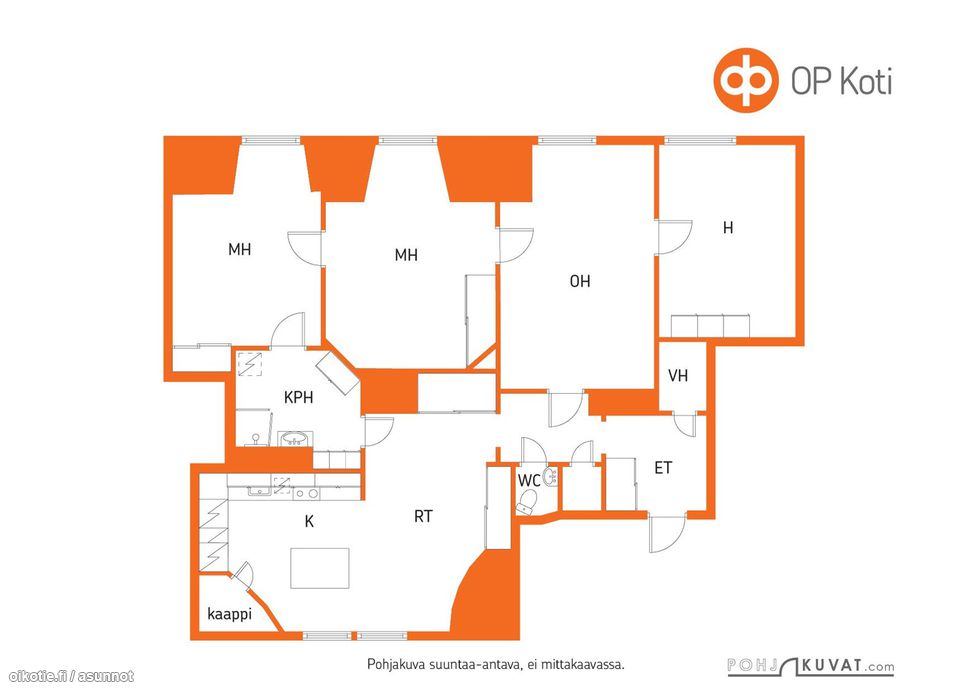 OP Koti
MH
MH
OH
H
KPH
VH
WC
ET
K
RT
kaappi
Pohjakuva suuntaa-antava, ei mittakaavassa.
POHJAKUVAT.com
oikotie.fi / asunnot